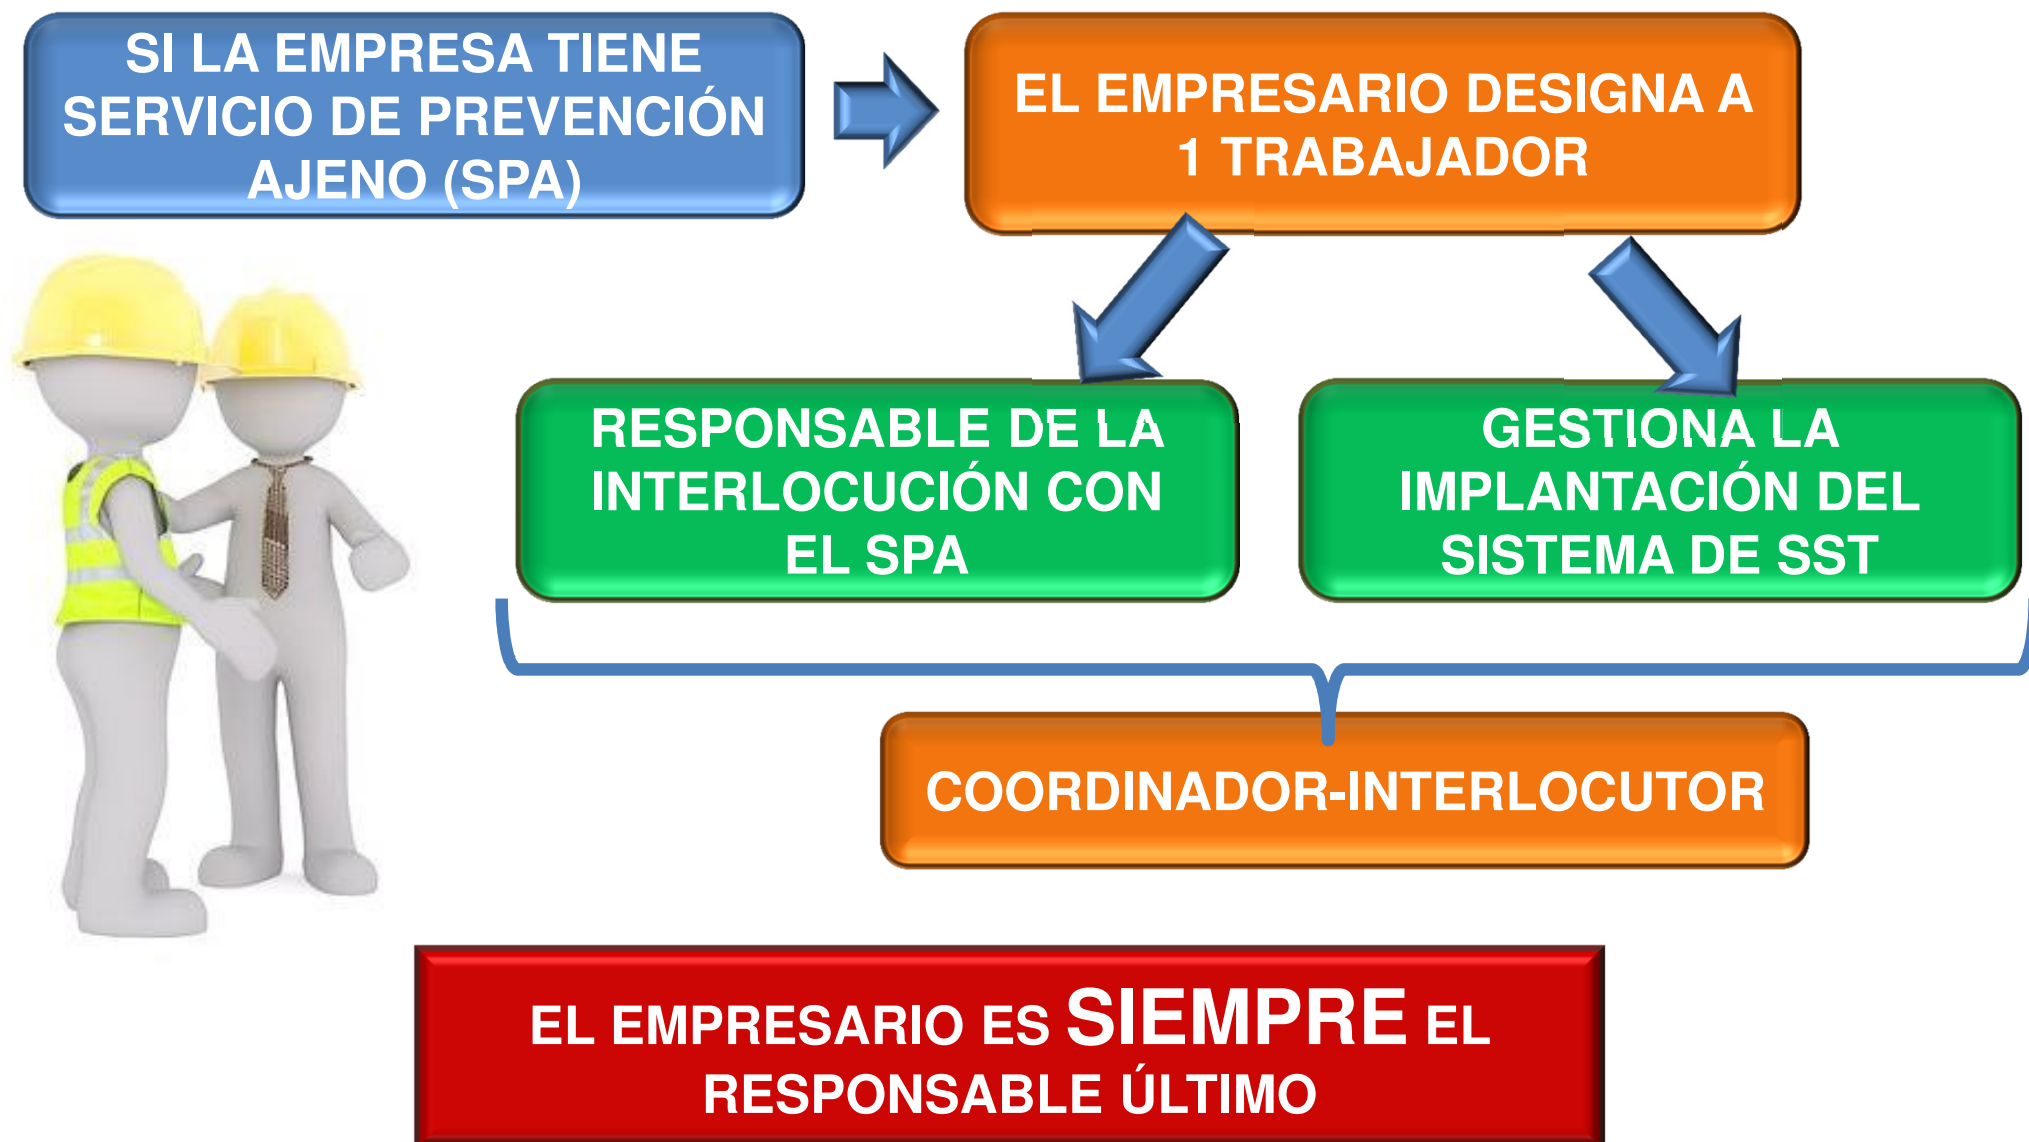 SI LA EMPRESA TIENE
SERVICIO DE PREVENCIÓN
AJENO (SPA)
EL EMPRESARIO DESIGNA A
1 TRABAJADOR
RESPONSABLE DE LA
INTERLOCUCIÓN CON
EL SPA
GESTIONA LA
IMPLANTACIÓN DEL
SISTEMA DE SST
COORDINADOR-INTERLOCUTOR
EL EMPRESARIO ES SIEMPRE EL
RESPONSABLE ÚLTIMO